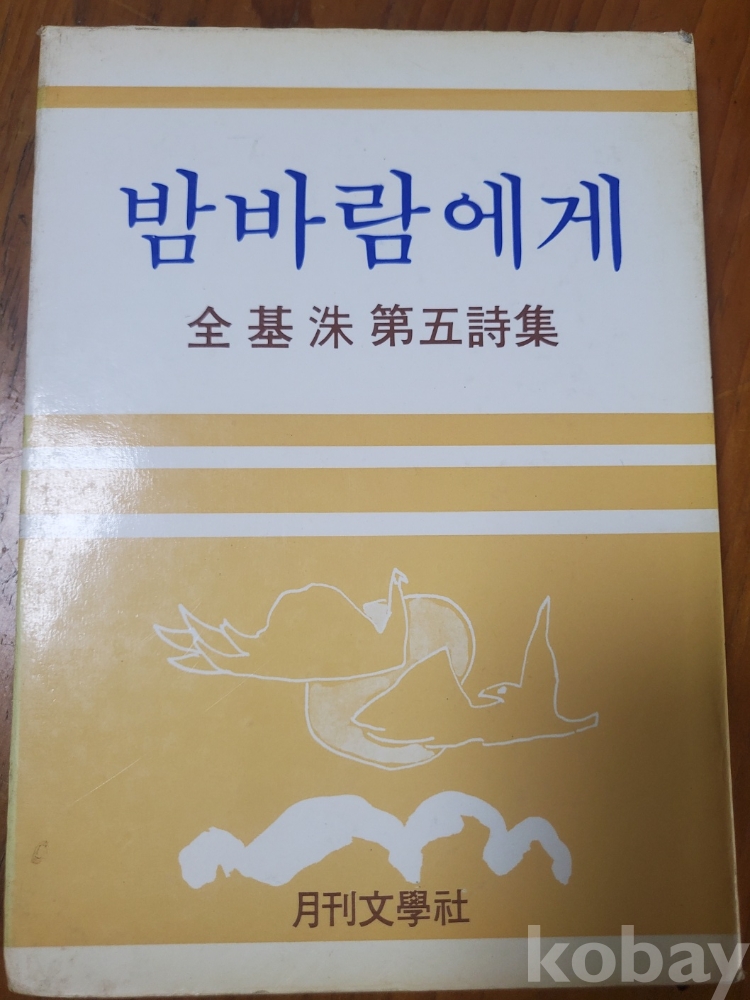 밤바람에게
全基洙 第五詩集
月刊文學社
kobay